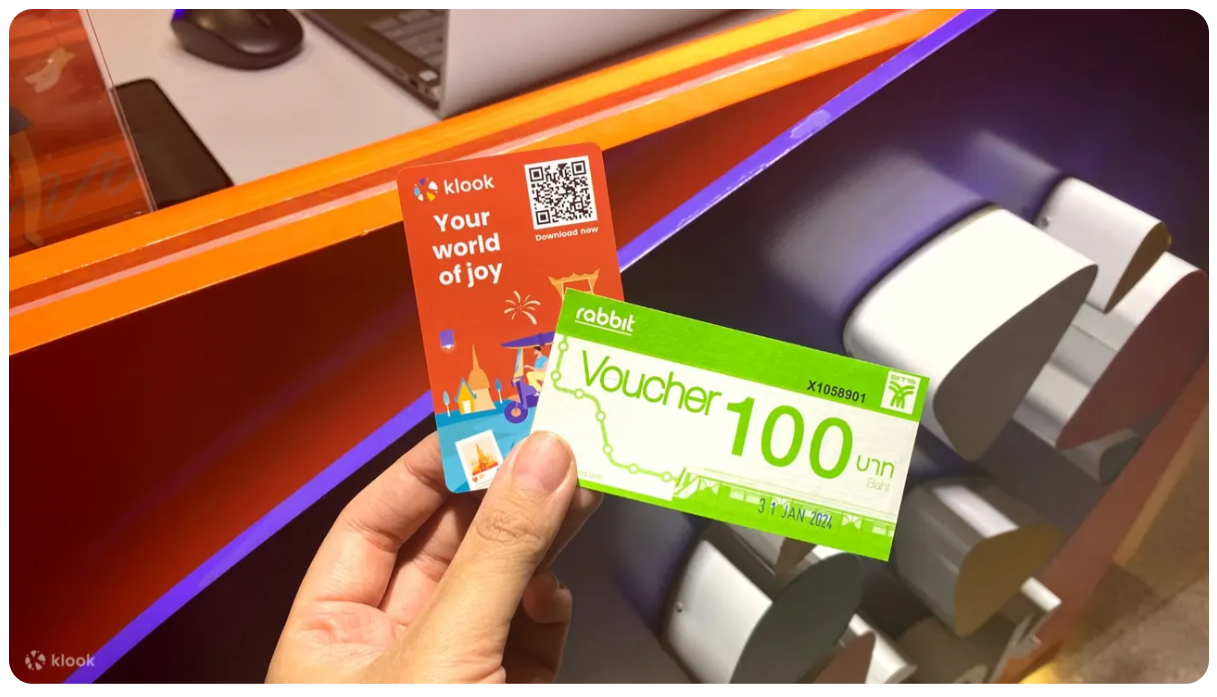 klook
Your
world
of joy
Download now
rabbit
Voucher 100 บาท
Baht
X1058901
BTS
31 JAN 2024
klook